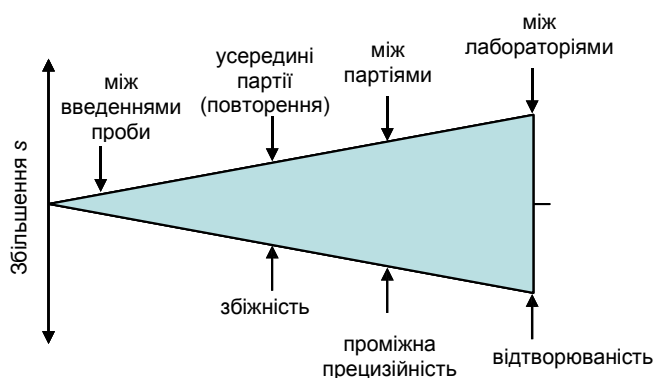 між
введеннями
проби
усередині
партії
(повторення)
між
партіями
між
лабораторіями
Збільшення s
збіжність
проміжна
прецизійність
відтворюваність